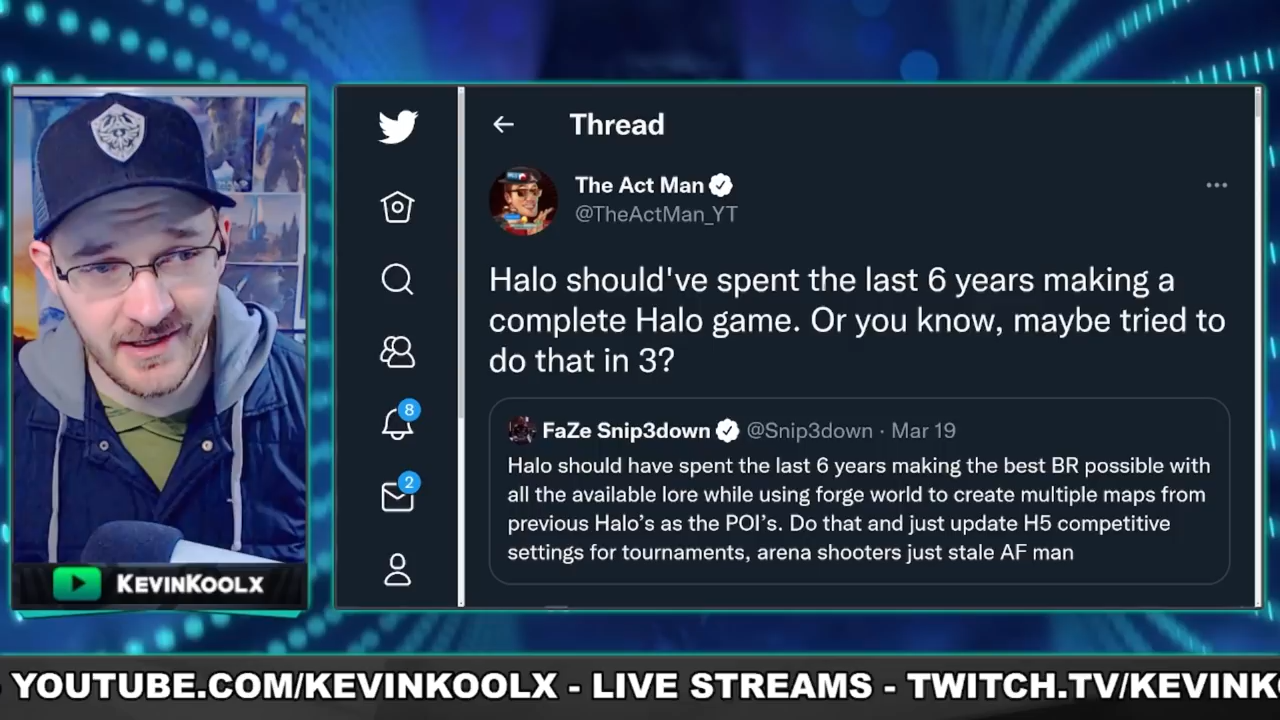 Thread
The Act Man
@TheActMan_YT
Halo should've spent the last 6 years making a
complete Halo game. Or you know, maybe tried to
do that in 3?
FaZe Snip3down @Snip3down · Mar 19
Halo should have spent the last 6 years making the best BR possible with
all the available lore while using forge world to create multiple maps from
previous Halo's as the POI's. Do that and just update H5 competitive
settings for tournaments, arena shooters just stale AF man
8
2
KEVINKOOLX
YOUTUBE.COM/KEVINKOOLX - LIVE STREAMS - TWITCH.TV/KEVINK